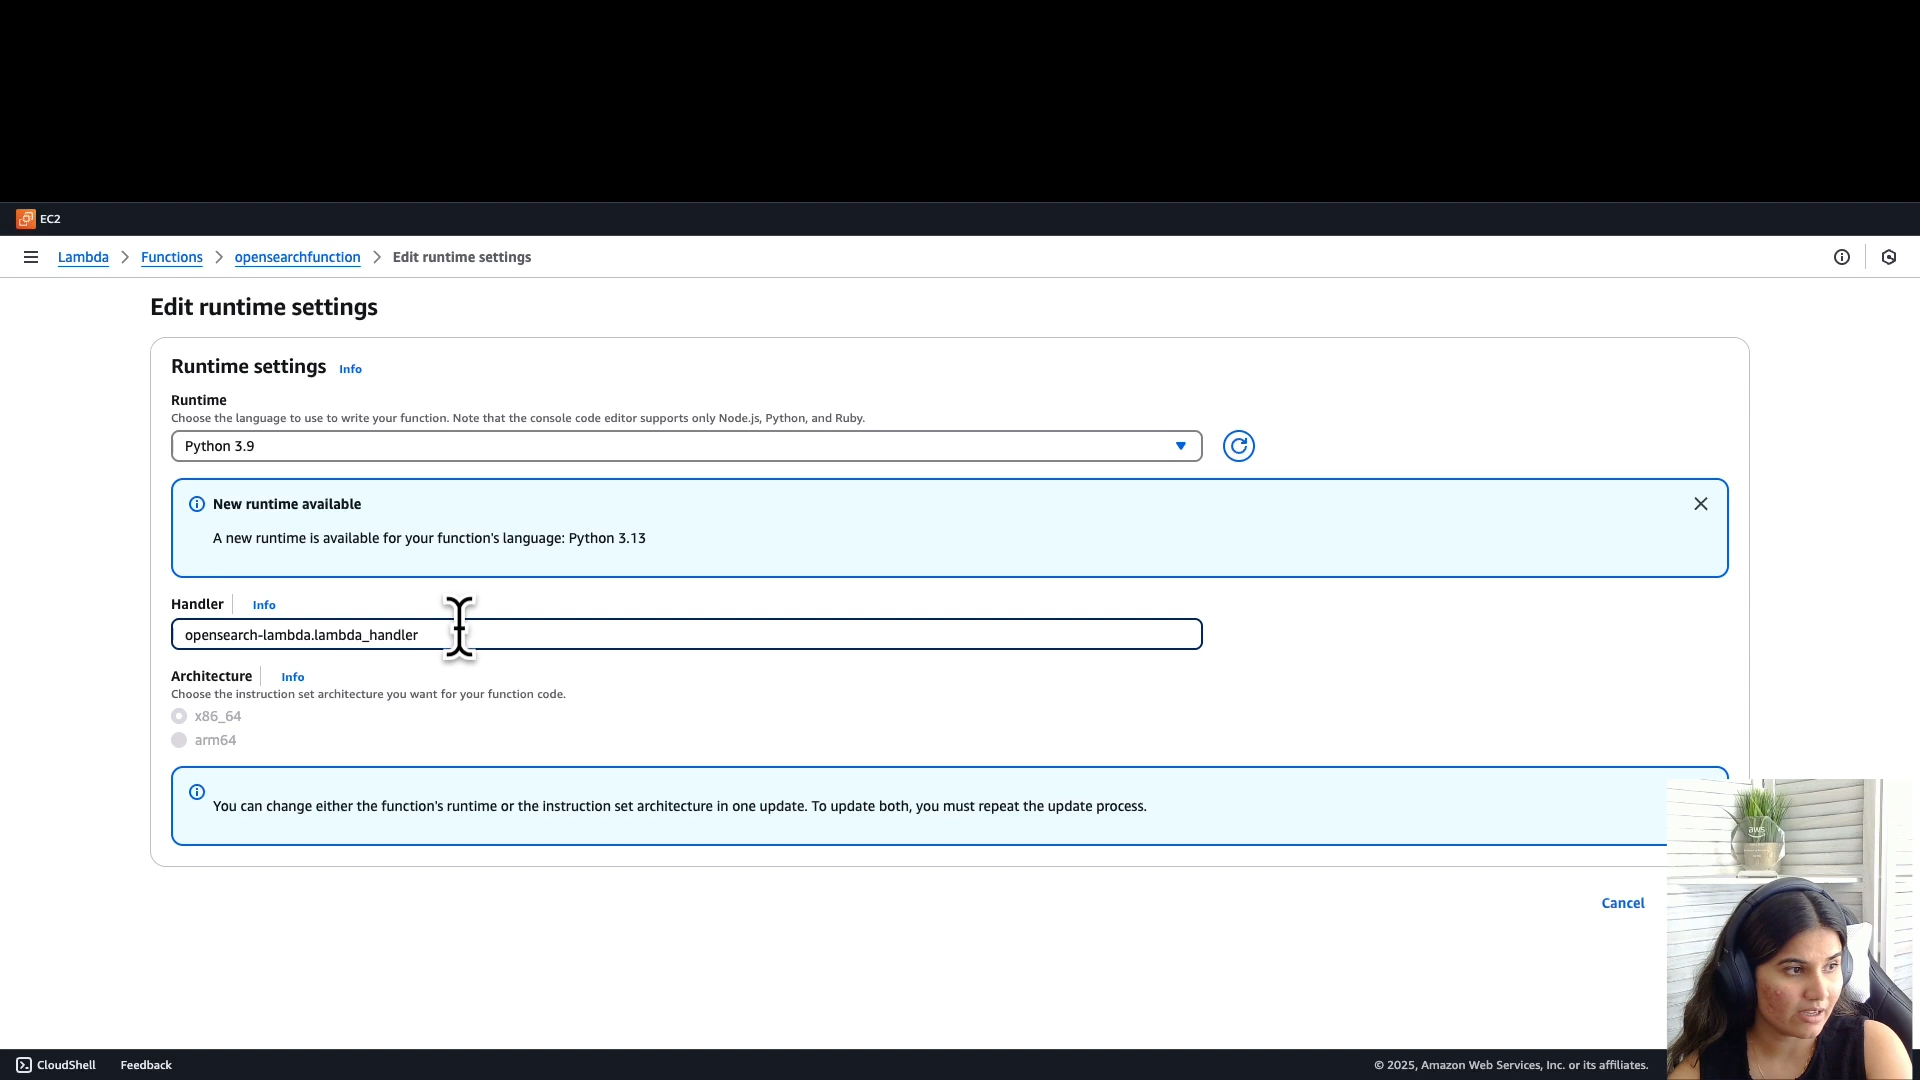 EC2
Lambda > Functions > opensearchfunction > Edit runtime settings
Edit runtime settings
Runtime settings Info
Runtime
Choose the language to use to write your function. Note that the console code editor supports only Node.js, Python, and Ruby.
Python 3.9
New runtime available
A new runtime is available for your function's language: Python 3.13
Handler Info
opensearch-lambda.lambda_handler
Architecture Info
Choose the instruction set architecture you want for your function code.
x86_64
arm64
You can change either the function's runtime or the instruction set architecture in one update. To update both, you must repeat the update process.
aws
Cancel
CloudShell Feedback
© 2025, Amazon Web Services, Inc. or its affiliates.